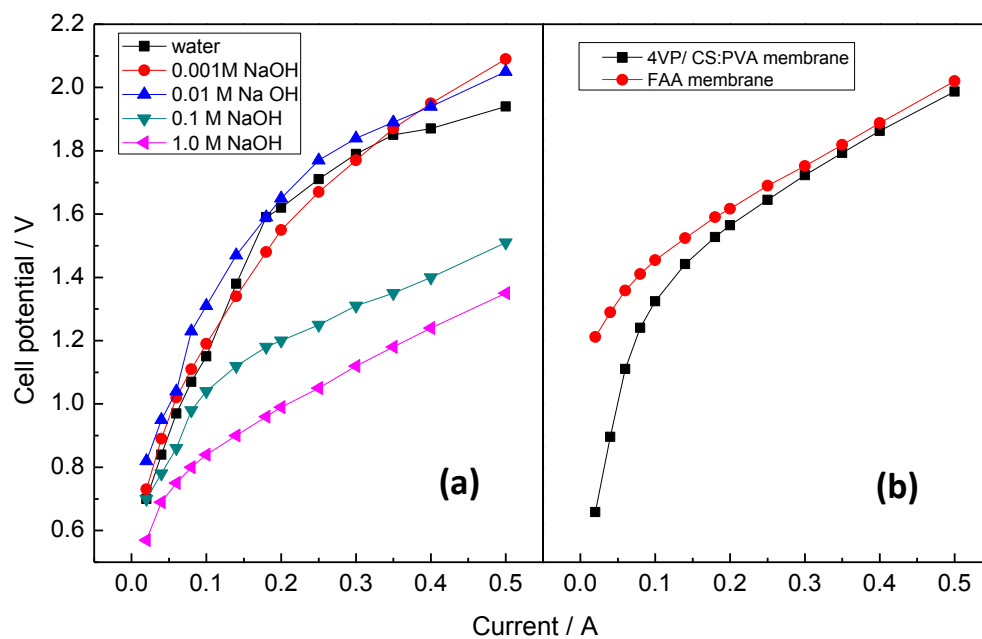 2.2
2.0
1.8
1.6
1.4
1.2
1.0
0.8
0.6
Cell potential / V
water
0.001M NaOH
0.01 M Na OH
0.1 M NaOH
1.0 M NaOH
(a)
4VP/ CS:PVA membrane
FAA membrane
(b)
0.0 0.1 0.2 0.3 0.4 0.5
0.0 0.1 0.2 0.3 0.4 0.5
Current / A